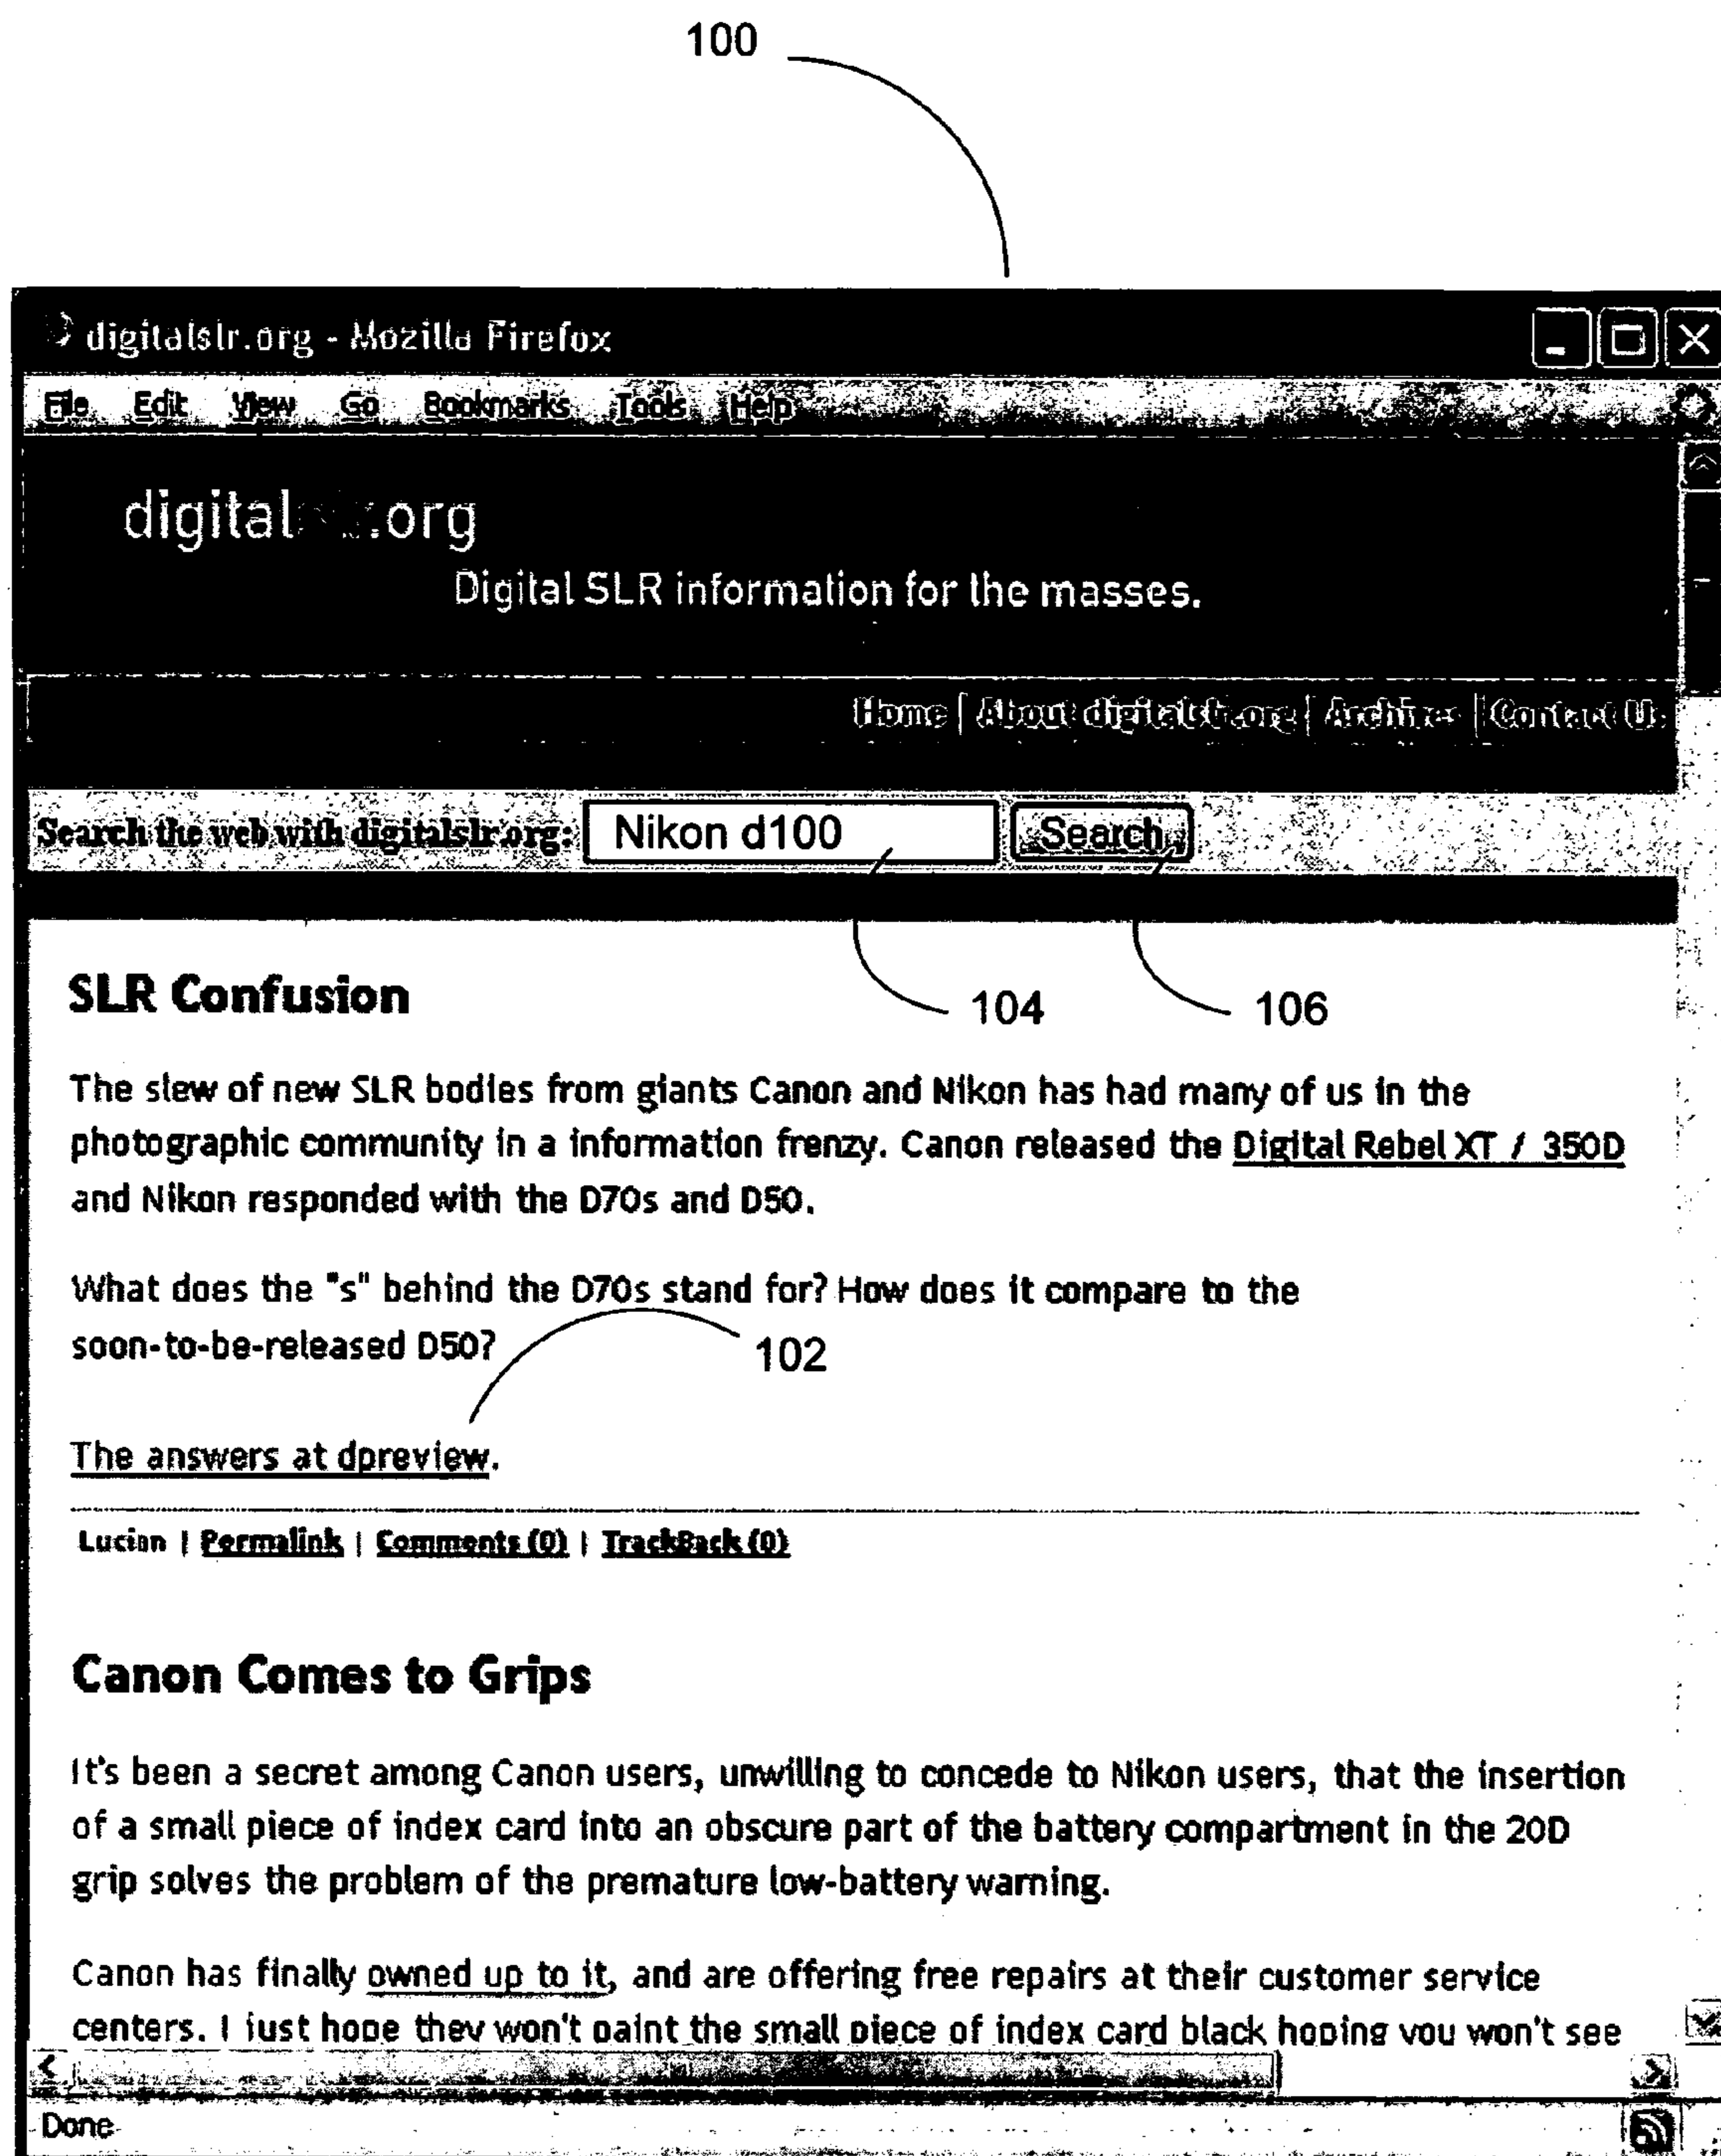 100
digitalslr.org - Mozilla Firefox
File Edit View Go Bookmarks Tools Help
digital .org
Digital SLR information for the masses.
Home | About digitalslr.org | Archives | Contact Us
Search the web with digitalslr.org: Nikon d100 Search
SLR Confusion
104
106
The slew of new SLR bodies from giants Canon and Nikon has had many of us in the
photographic community in a information frenzy. Canon released the Digital Rebel XT / 350D
and Nikon responded with the D70s and D50.
What does the "s" behind the D70s stand for? How does it compare to the
soon-to-be-released D50?
102
The answers at dpreview.
Lucian | Permalink | Comments (0) | TrackBack (0)
Canon Comes to Grips
It's been a secret among Canon users, unwilling to concede to Nikon users, that the insertion
of a small piece of index card into an obscure part of the battery compartment in the 20D
grip solves the problem of the premature low-battery warning.
Canon has finally owned up to it, and are offering free repairs at their customer service
centers. I just hope they won't paint the small piece of index card black hoping you won't see
Done